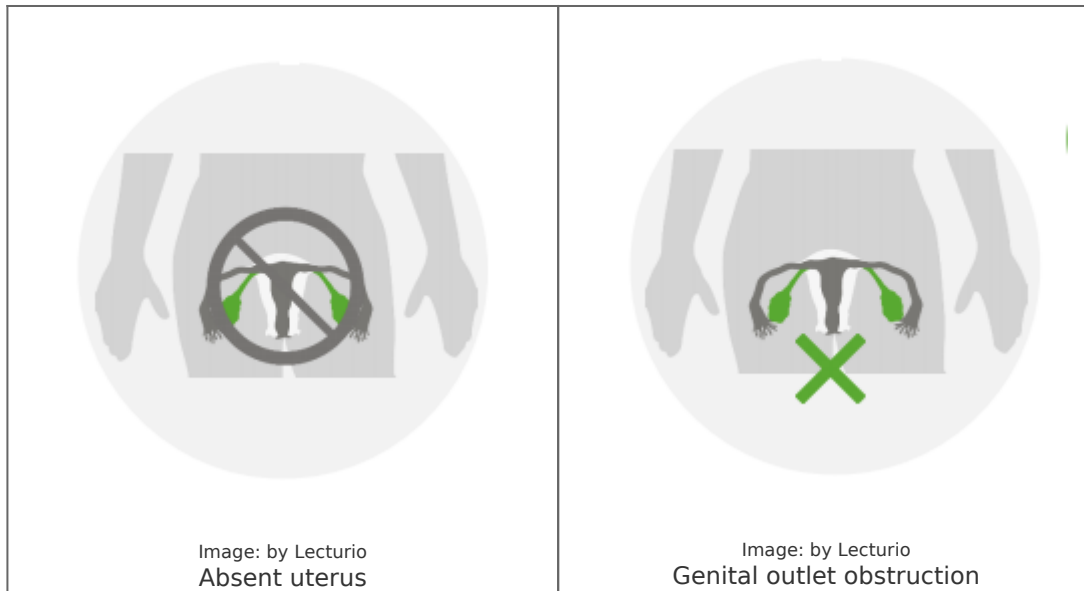 Image: by Lecturio
Absent uterus
Image: by Lecturio
Genital outlet obstruction